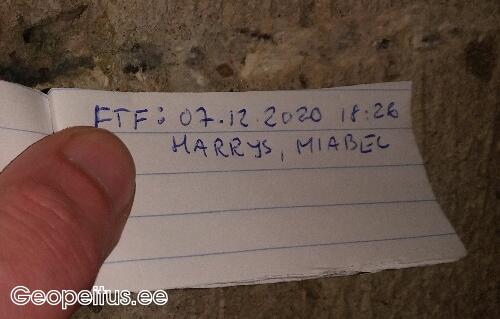 FTF: 07.12.2020 18:26
HARRYS, MIABEL
Geopeitus.ee